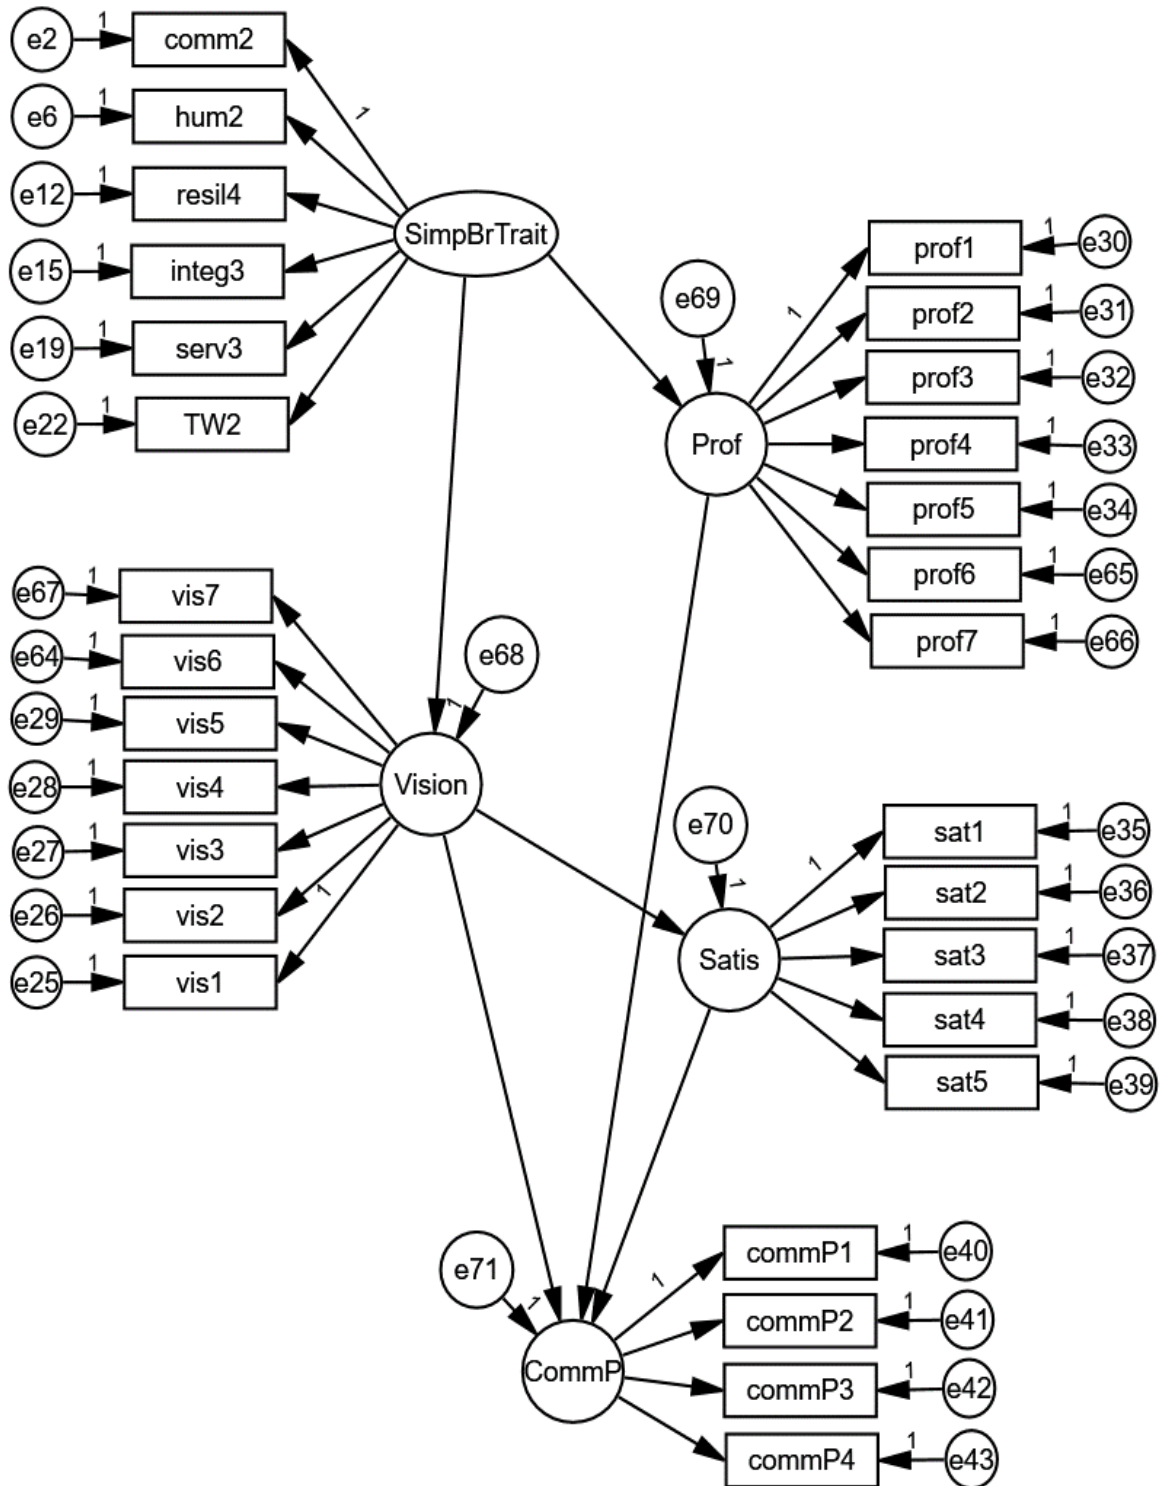 e2 1 comm2
e6 1 hum2
e12 1 resil4
e15 1 integ3
e19 1 serv3
e22 1 TW2
1
SimpBrTrait
e69
1
Prof
1
prof1 1 e30
prof2 1 e31
prof3 1 e32
prof4 1 e33
prof5 1 e34
prof6 1 e65
prof7 1 e66
e67 1 vis7
e64 1 vis6
e29 1 vis5
e28 1 vis4
e27 1 vis3
e26 1 vis2
e25 1 vis1
1
e68
1
Vision
e70
1
Satis
1
sat1 1 e35
sat2 1 e36
sat3 1 e37
sat4 1 e38
sat5 1 e39
e71
1
CommP
1
commP1 1 e40
commP2 1 e41
commP3 1 e42
commP4 1 e43